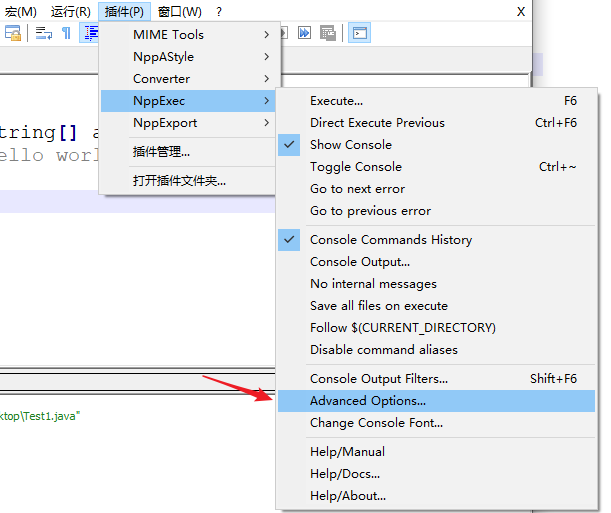 宏(M) 运行(R) 插件(P) 窗口(W) ? X
MIME Tools
NppAStyle
Converter
NppExec
NppExport
插件管理...
打开插件文件夹...
tring[] a
ello worl
Execute... F6
Direct Execute Previous Ctrl+F6
Show Console
Toggle Console Ctrl+~
Go to next error
Go to previous error
Console Commands History
Console Output...
No internal messages
Save all files on execute
Follow $(CURRENT_DIRECTORY)
Disable command aliases
Console Output Filters... Shift+F6
Advanced Options...
Change Console Font...
Help/Manual
Help/Docs...
Help/About...
ktop\Test1.java"